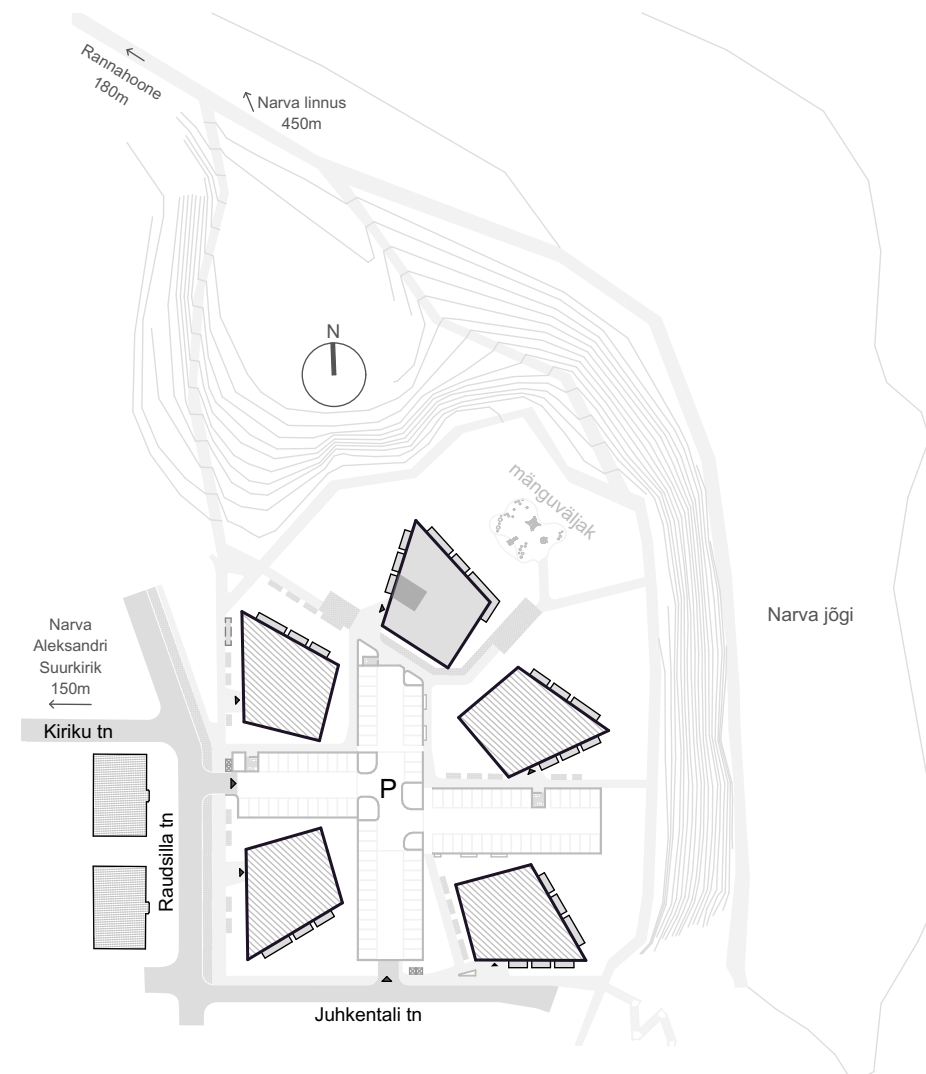 Rannahoone
180m
Narva linnus
450m
N
mänguväljak
Narva jõgi
Narva
Aleksandri
Suurkirik
150m
Kiriku tn
P
Raudsilla tn
Juhkentali tn